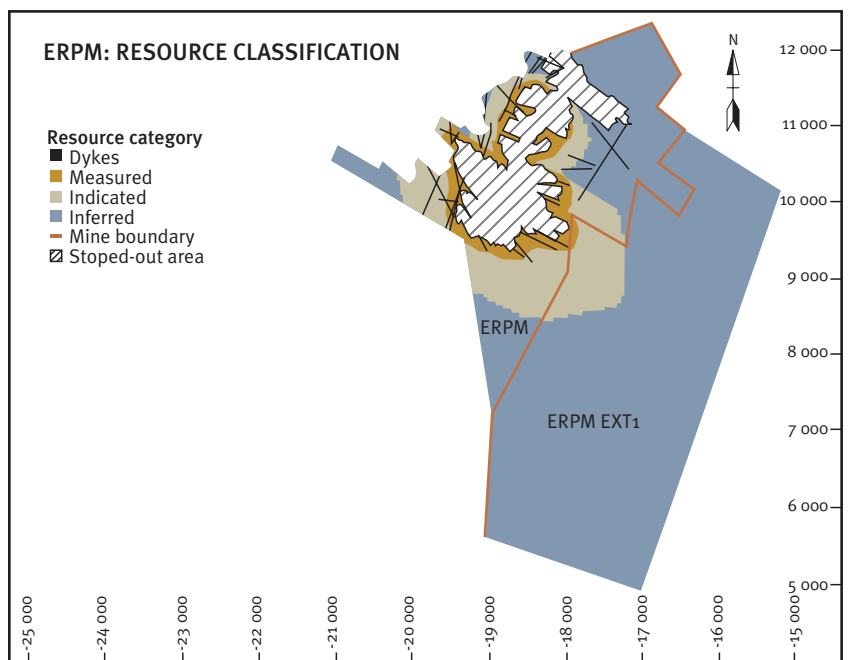 ERPM: RESOURCE CLASSIFICATION
N
Resource category
Dykes
Measured
Indicated
Inferred
Mine boundary
Stoped-out area
12 000
11 000
10 000
9 000
8 000
7 000
6 000
5 000
ERPM
ERPM EXT1
-25 000
-24 000
-23 000
-22 000
-21 000
-20 000
-19 000
-18 000
-17 000
-16 000
-15 000